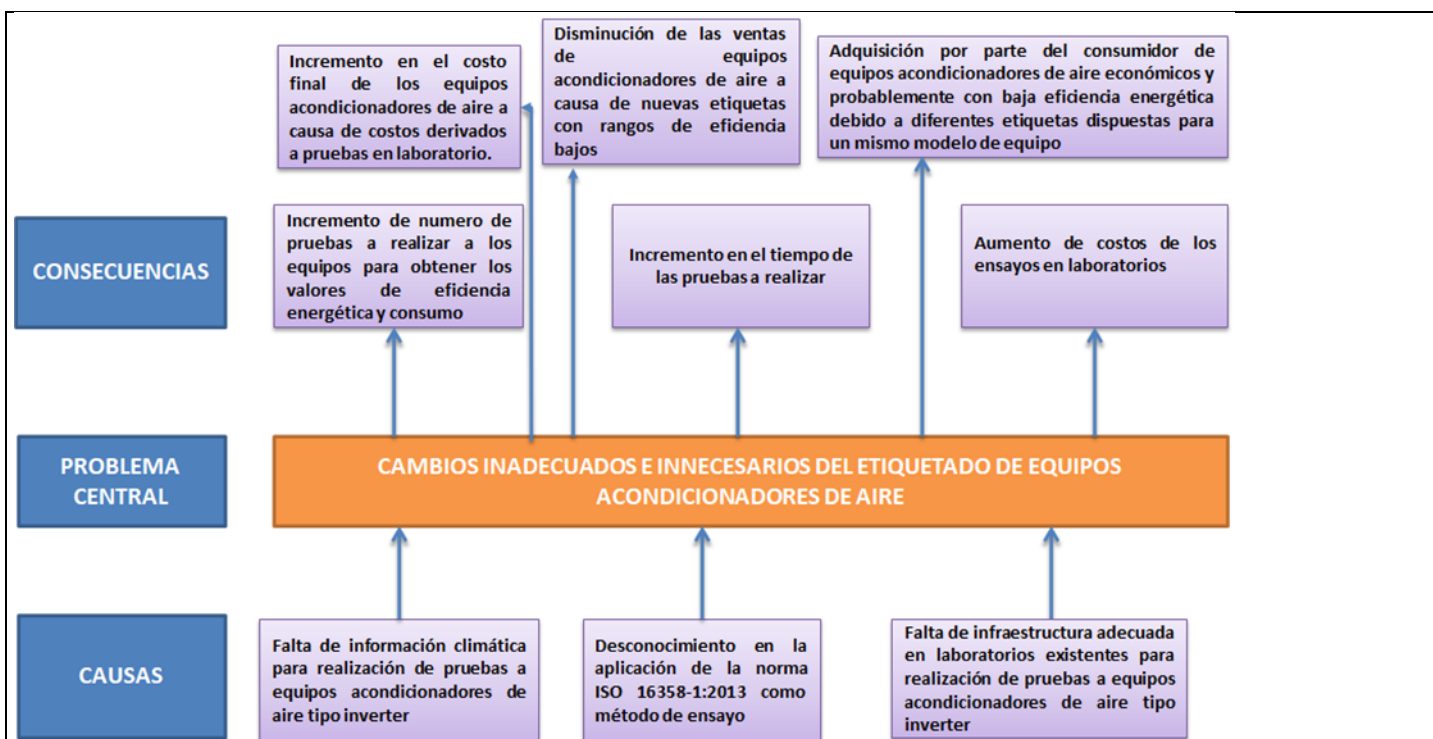 Incremento en el costo
final de los equipos
acondicionadores de aire a
causa de costos derivados
a pruebas en laboratorio.
Disminución de las ventas
de equipos
acondicionadores de aire a
causa de nuevas etiquetas
con rangos de eficiencia
bajos
Adquisición por parte del consumidor de
equipos acondicionadores de aire económicos y
probablemente con baja eficiencia energética
debido a diferentes etiquetas dispuestas para
un mismo modelo de equipo
CONSECUENCIAS
Incremento de numero de
pruebas a realizar a los
equipos para obtener los
valores de eficiencia
energética y consumo
Incremento en el tiempo de
las pruebas a realizar
Aumento de costos de los
ensayos en laboratorios
PROBLEMA
CENTRAL
CAMBIOS INADECUADOS E INNECESARIOS DEL ETIQUETADO DE EQUIPOS
ACONDICIONADORES DE AIRE
CAUSAS
Falta de información climática
para realización de pruebas a
equipos acondicionadores de
aire tipo inverter
Desconocimiento en la
aplicación de la norma
ISO 16358-1:2013 como
método de ensayo
Falta de infraestructura adecuada
en laboratorios existentes para
realización de pruebas a equipos
acondicionadores de aire tipo
inverter